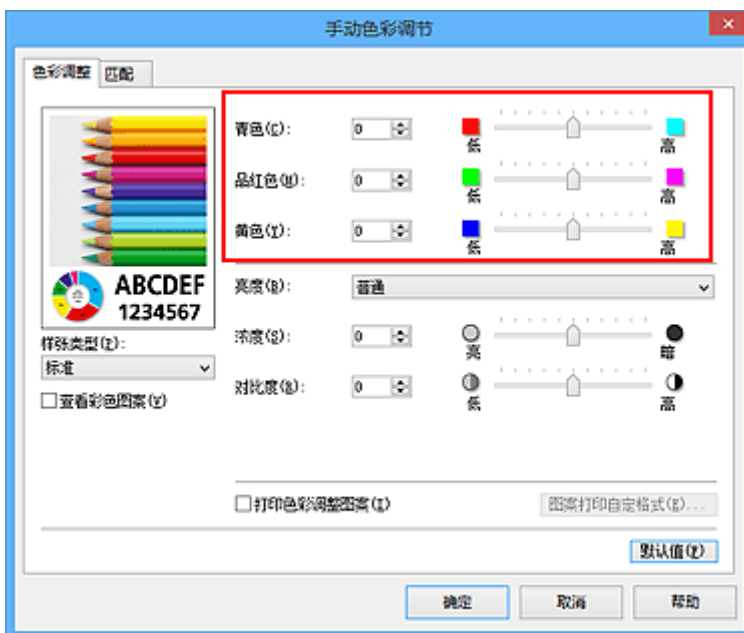 手动色彩调节
色彩调整 匹配
青色(C): 0 低 高
品红色(M): 0 低 高
黄色(Y): 0 低 高
ABCDEF
1234567
亮度(B): 普通
样张类型(P):
浓度(S): 0 亮 暗
标准
对比度(R): 0 低 高
查看彩色图案(V)
打印色彩调整图案(I) 图案打印自定格式(E)...
默认值(F)
确定 取消 帮助